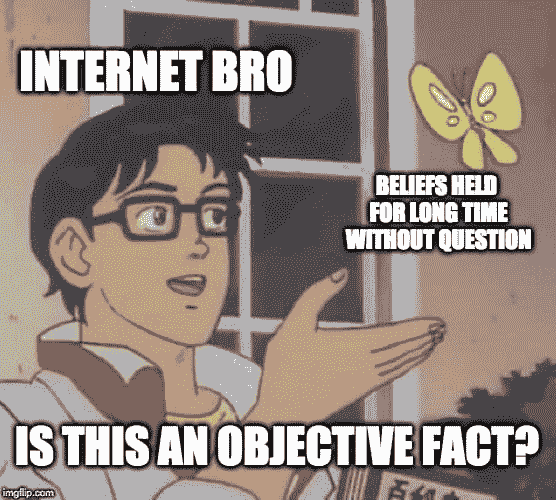 INTERNET BRO
BELIEFS HELD
FOR LONG TIME
WITHOUT QUESTION
IS THIS AN OBJECTIVE FACT?
imgflip.com